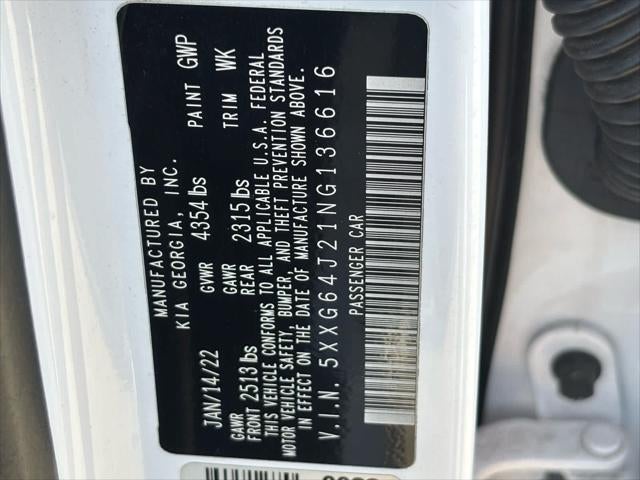 MANUFACTURED BY
KIA GEORGIA, INC.
JAN/14/22 GVWR 4354 lbs PAINT GWP
GAWR FRONT 2513 lbs GAWR REAR 2315 lbs TRIM WK
THIS VEHICLE CONFORMS TO ALL APPLICABLE U.S.A. FEDERAL
MOTOR VEHICLE SAFETY, BUMPER, AND THEFT PREVENTION STANDARDS
IN EFFECT ON THE DATE OF MANUFACTURE SHOWN ABOVE.
V.I.N. 5XXG64J21NG136616
PASSENGER CAR